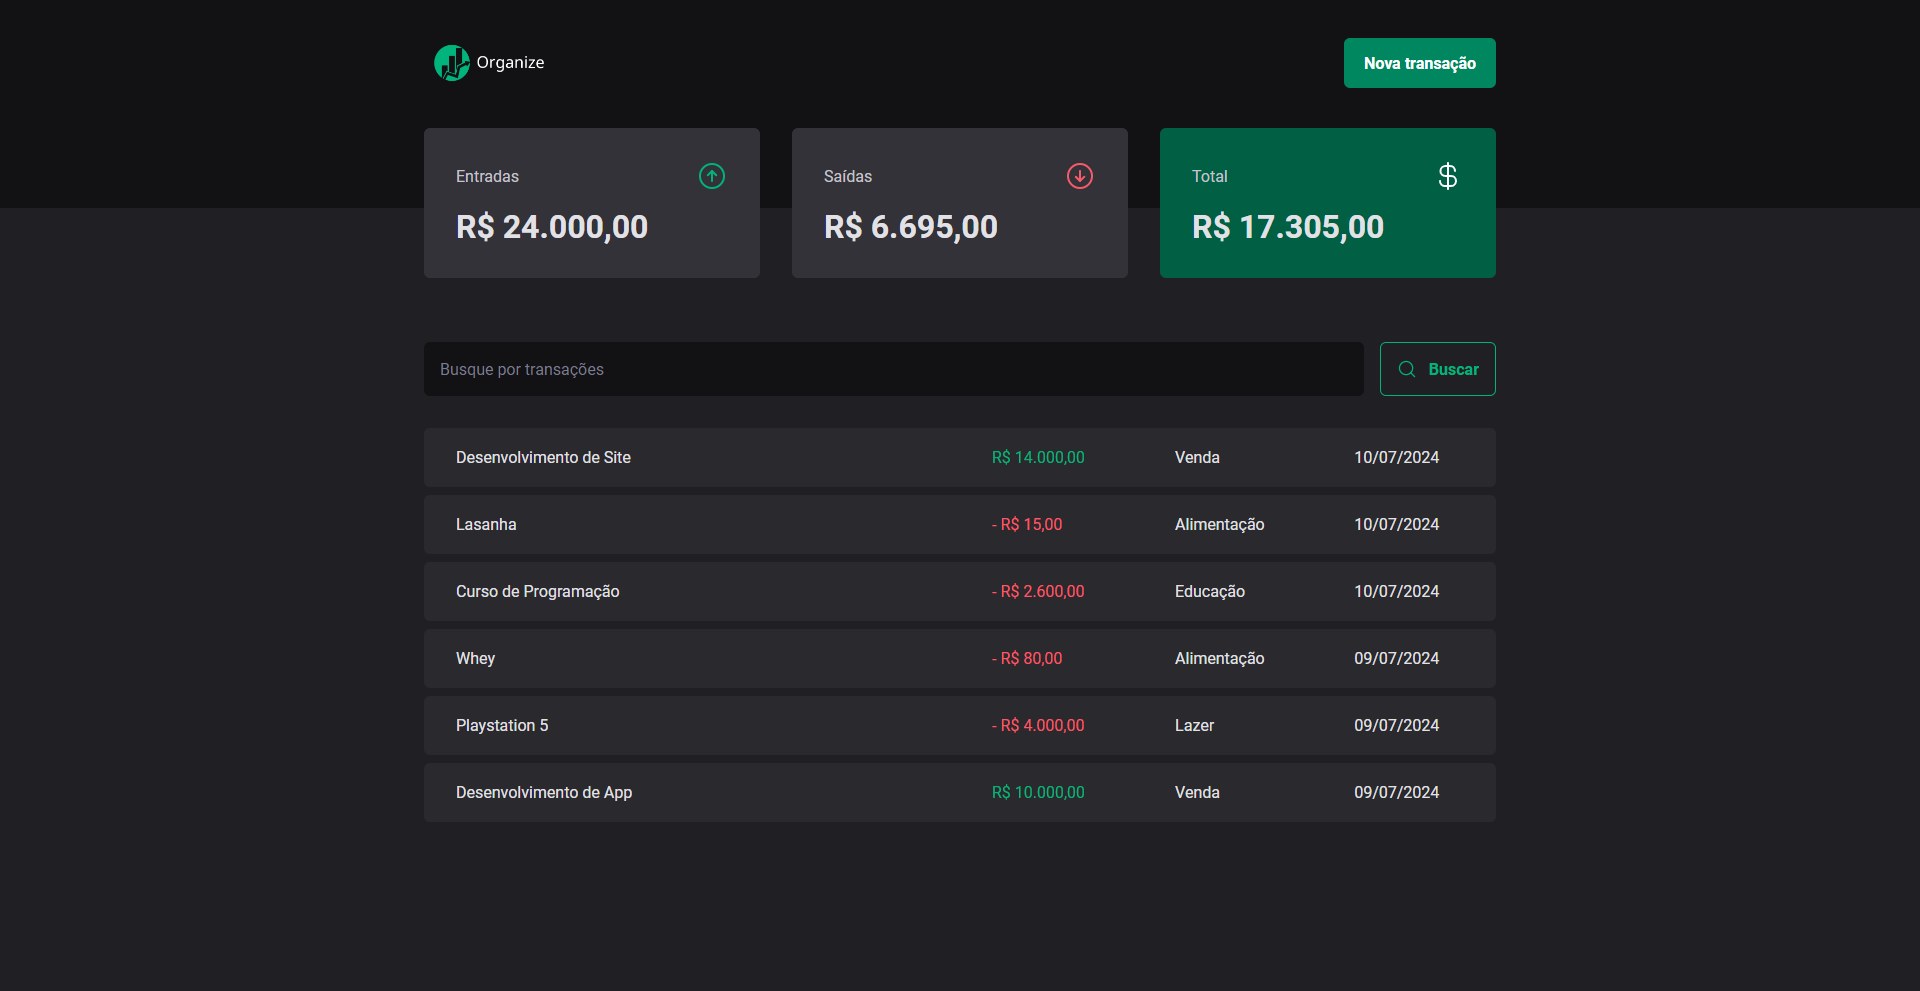 Organize
Nova transação
Entradas
R$ 24.000,00
Saídas
R$ 6.695,00
Total
$
R$ 17.305,00
Busque por transações
Buscar
Desenvolvimento de Site R$ 14.000,00 Venda 10/07/2024
Lasanha - R$ 15,00 Alimentação 10/07/2024
Curso de Programação - R$ 2.600,00 Educação 10/07/2024
Whey - R$ 80,00 Alimentação 09/07/2024
Playstation 5 - R$ 4.000,00 Lazer 09/07/2024
Desenvolvimento de App R$ 10.000,00 Venda 09/07/2024